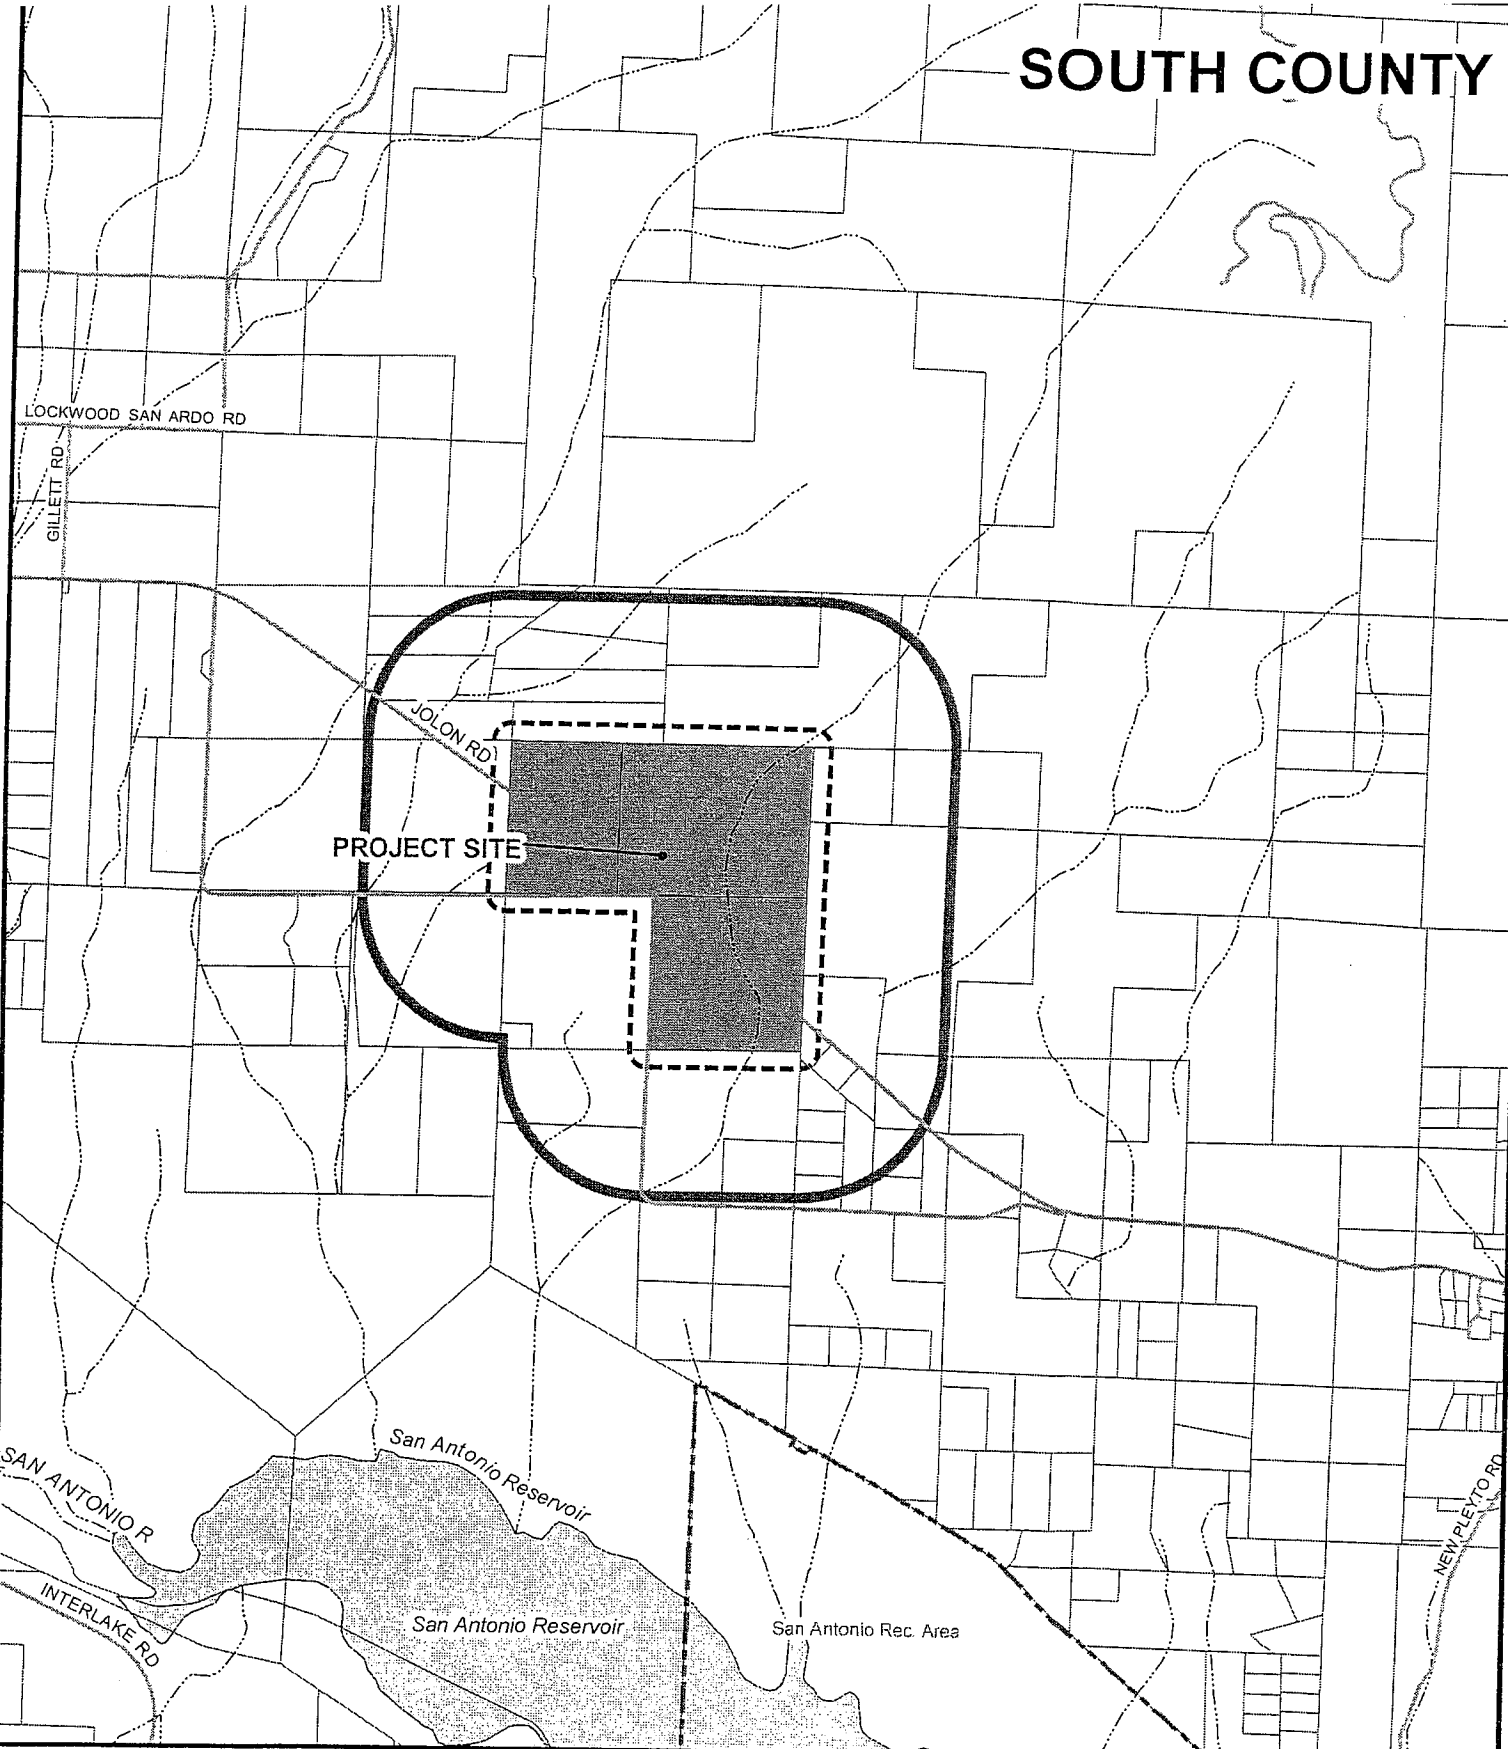 SOUTH COUNTY
LOCKWOOD SAN ARDO RD
GILLETT RD
JOLON RD
PROJECT SITE
San Antonio Reservoir
SAN ANTONIO R
NEW PLEYTO RD
INTERLAKE RD
San Antonio Reservoir
San Antonio Rec. Area